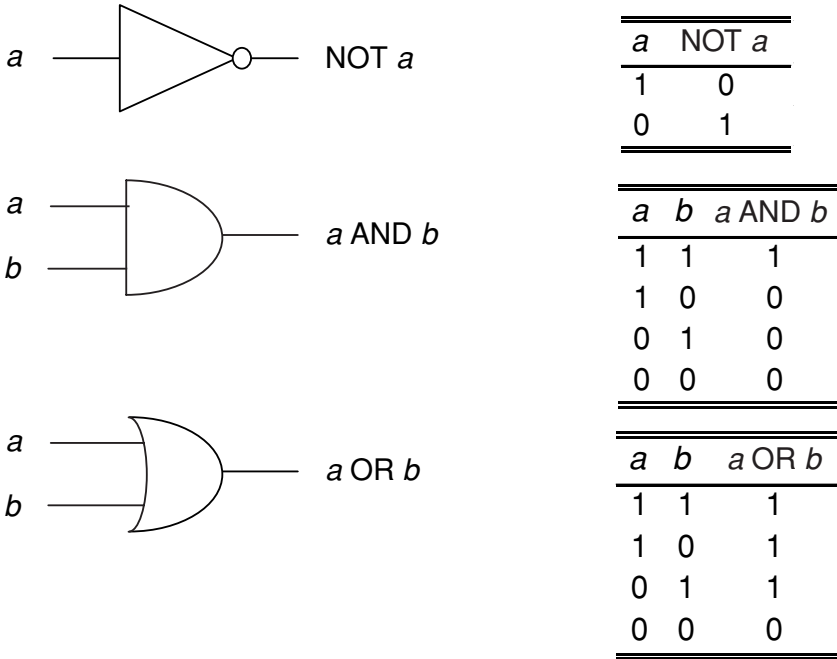 a NOT a
a NOT a
1 0
0 1
a
b
a AND b
a b a AND b
1 1 1
1 0 0
0 1 0
0 0 0
a
b
a OR b
a b a OR b
1 1 1
1 0 1
0 1 1
0 0 0